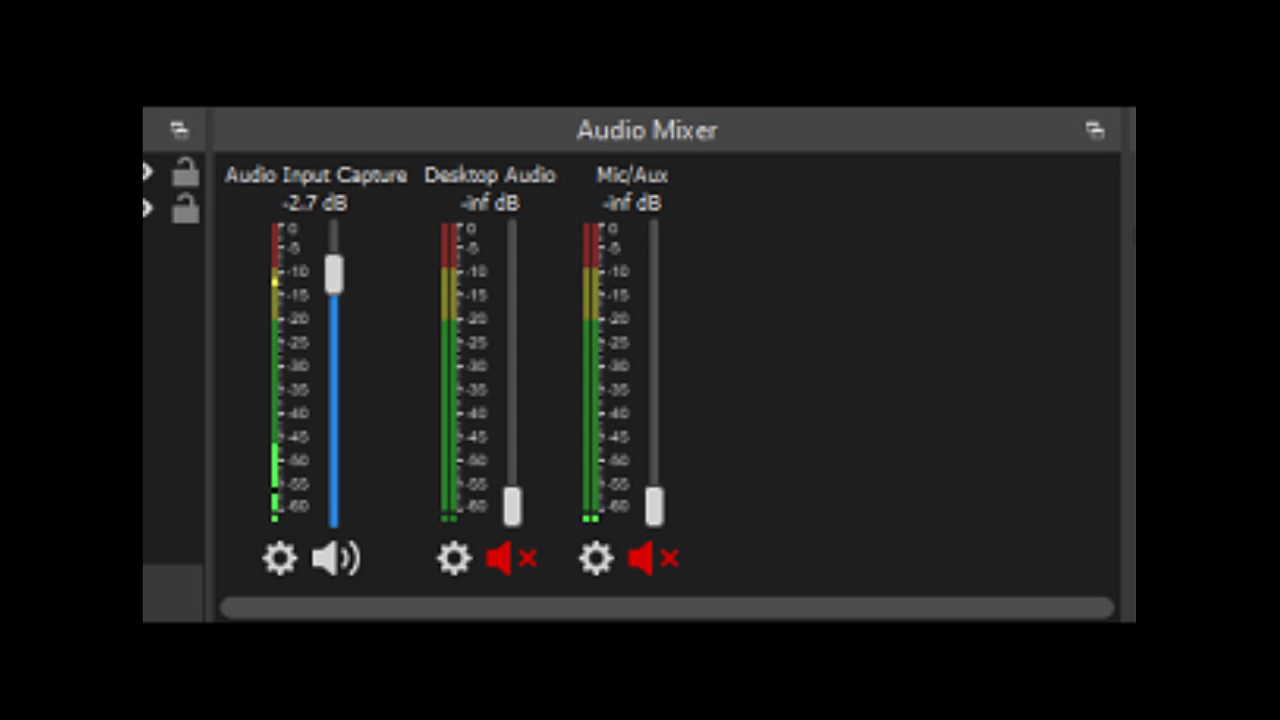 Audio Mixer
Audio Input Capture Desktop Audio Mic/Aux
-2.7 dB -inf dB -inf dB
0 0 0
-5 -5 -5
-10 -10 -10
-15 -15 -15
-20 -20 -20
-25 -25 -25
-30 -30 -30
-35 -35 -35
-40 -40 -40
-45 -45 -45
-50 -50 -50
-55 -55 -55
-60 -60 -60